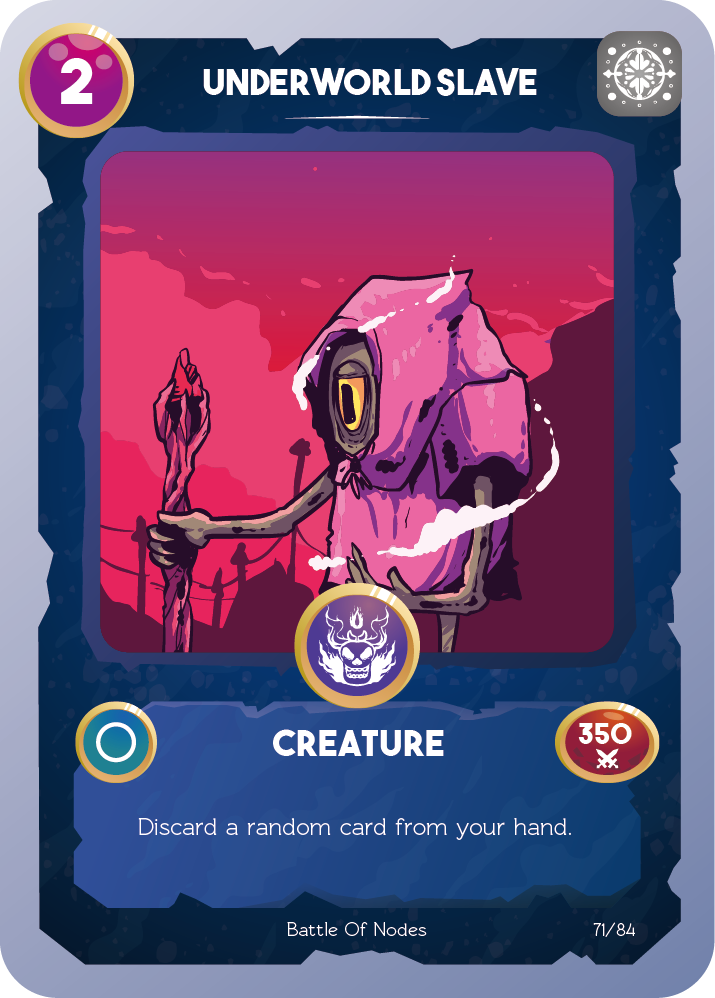 2
UNDERWORLD SLAVE
CREATURE
350
Discard a random card from your hand.
Battle Of Nodes
71/84